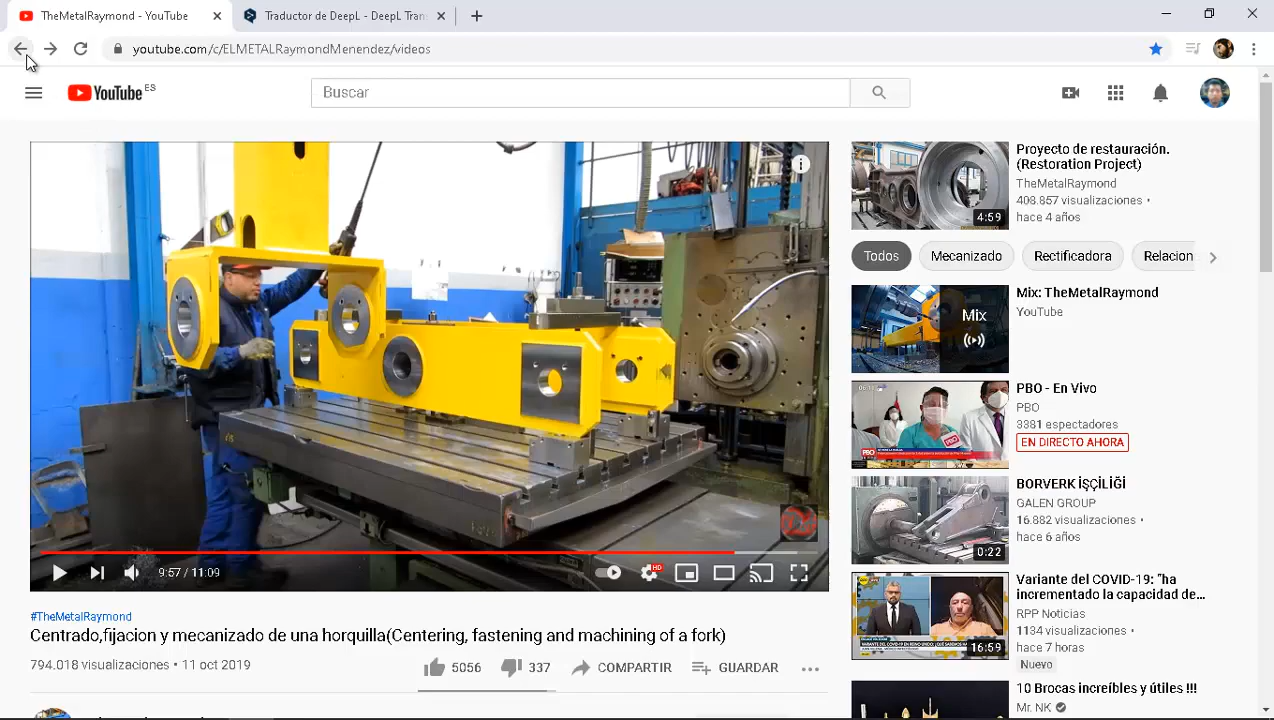 TheMetalRaymond - YouTube
Traductor de DeepL - DeepL Tran
youtube.com/c/ELMETALRaymondMenendez/videos
YouTube ES
Buscar
9:57 / 11:09
HD
#TheMetalRaymond
Centrado,fijacion y mecanizado de una horquilla(Centering, fastening and machining of a fork)
794.018 visualizaciones • 11 oct 2019
5056
337
COMPARTIR
GUARDAR
4:59
Proyecto de restauración.
(Restoration Project)
TheMetalRaymond
408.857 visualizaciones •
hace 4 años
Todos
Mecanizado
Rectificadora
Relacion
Mix
Mix: TheMetalRaymond
YouTube
PBO
PBO - En Vivo
PBO
3381 espectadores
EN DIRECTO AHORA
0:22
BORVERK İŞÇİLİĞİ
GALEN GROUP
16.882 visualizaciones •
hace 6 años
16:59
Variante del COVID-19: "ha
incrementado la capacidad de...
RPP Noticias
1134 visualizaciones •
hace 7 horas
Nuevo
10 Brocas increíbles y útiles !!!
Mr. NK